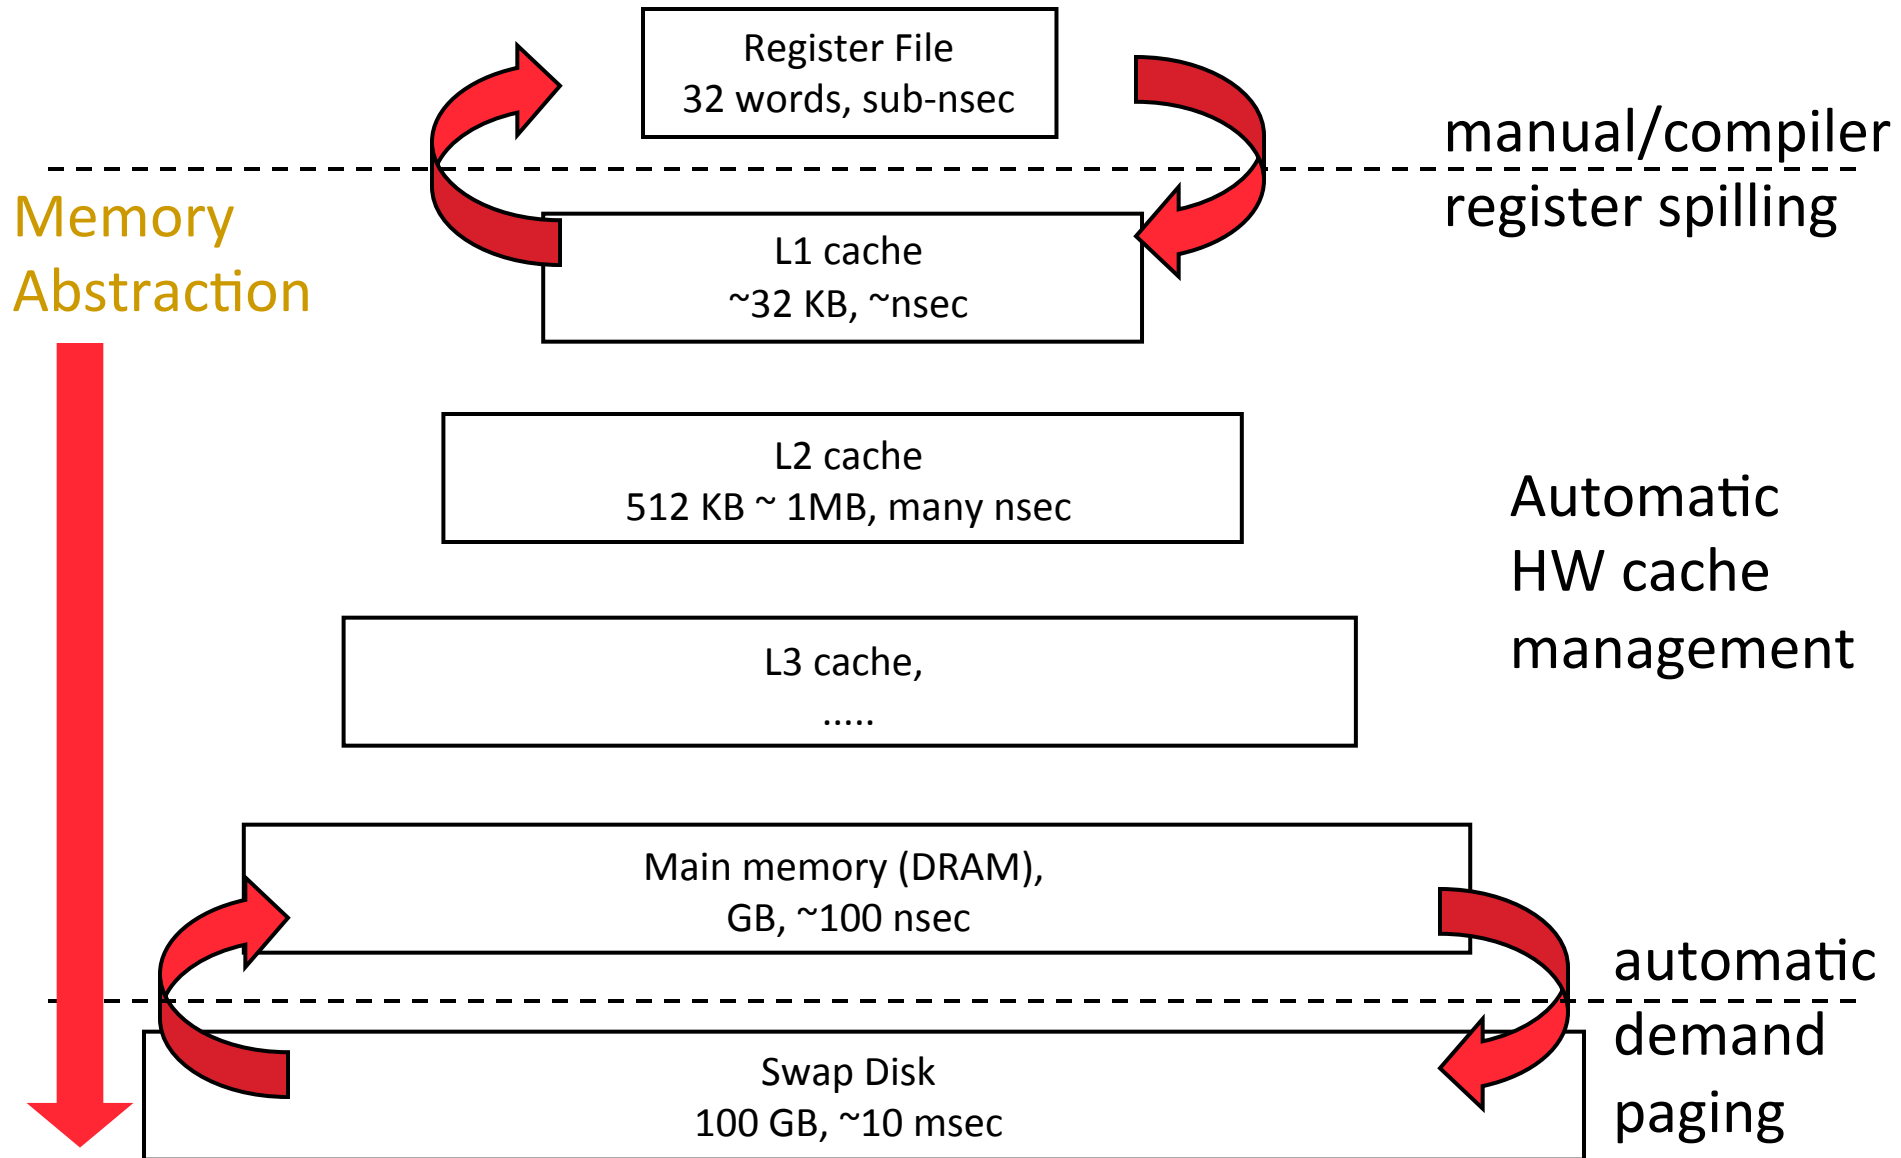 Register File
32 words, sub-nsec
manual/compiler
register spilling
Memory
Abstraction
L1 cache
~32 KB, ~nsec
L2 cache
512 KB ~ 1MB, many nsec
Automatic
HW cache
management
L3 cache,
.....
Main memory (DRAM),
GB, ~100 nsec
automatic
demand
paging
Swap Disk
100 GB, ~10 msec